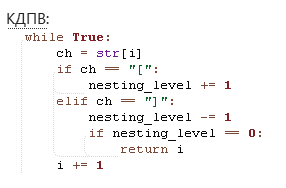 КДПВ:
while True:
    ch = str[i]
    if ch == "[":
        nesting_level += 1
    elif ch == "]":
        nesting_level -= 1
        if nesting_level == 0:
            return i
    i += 1